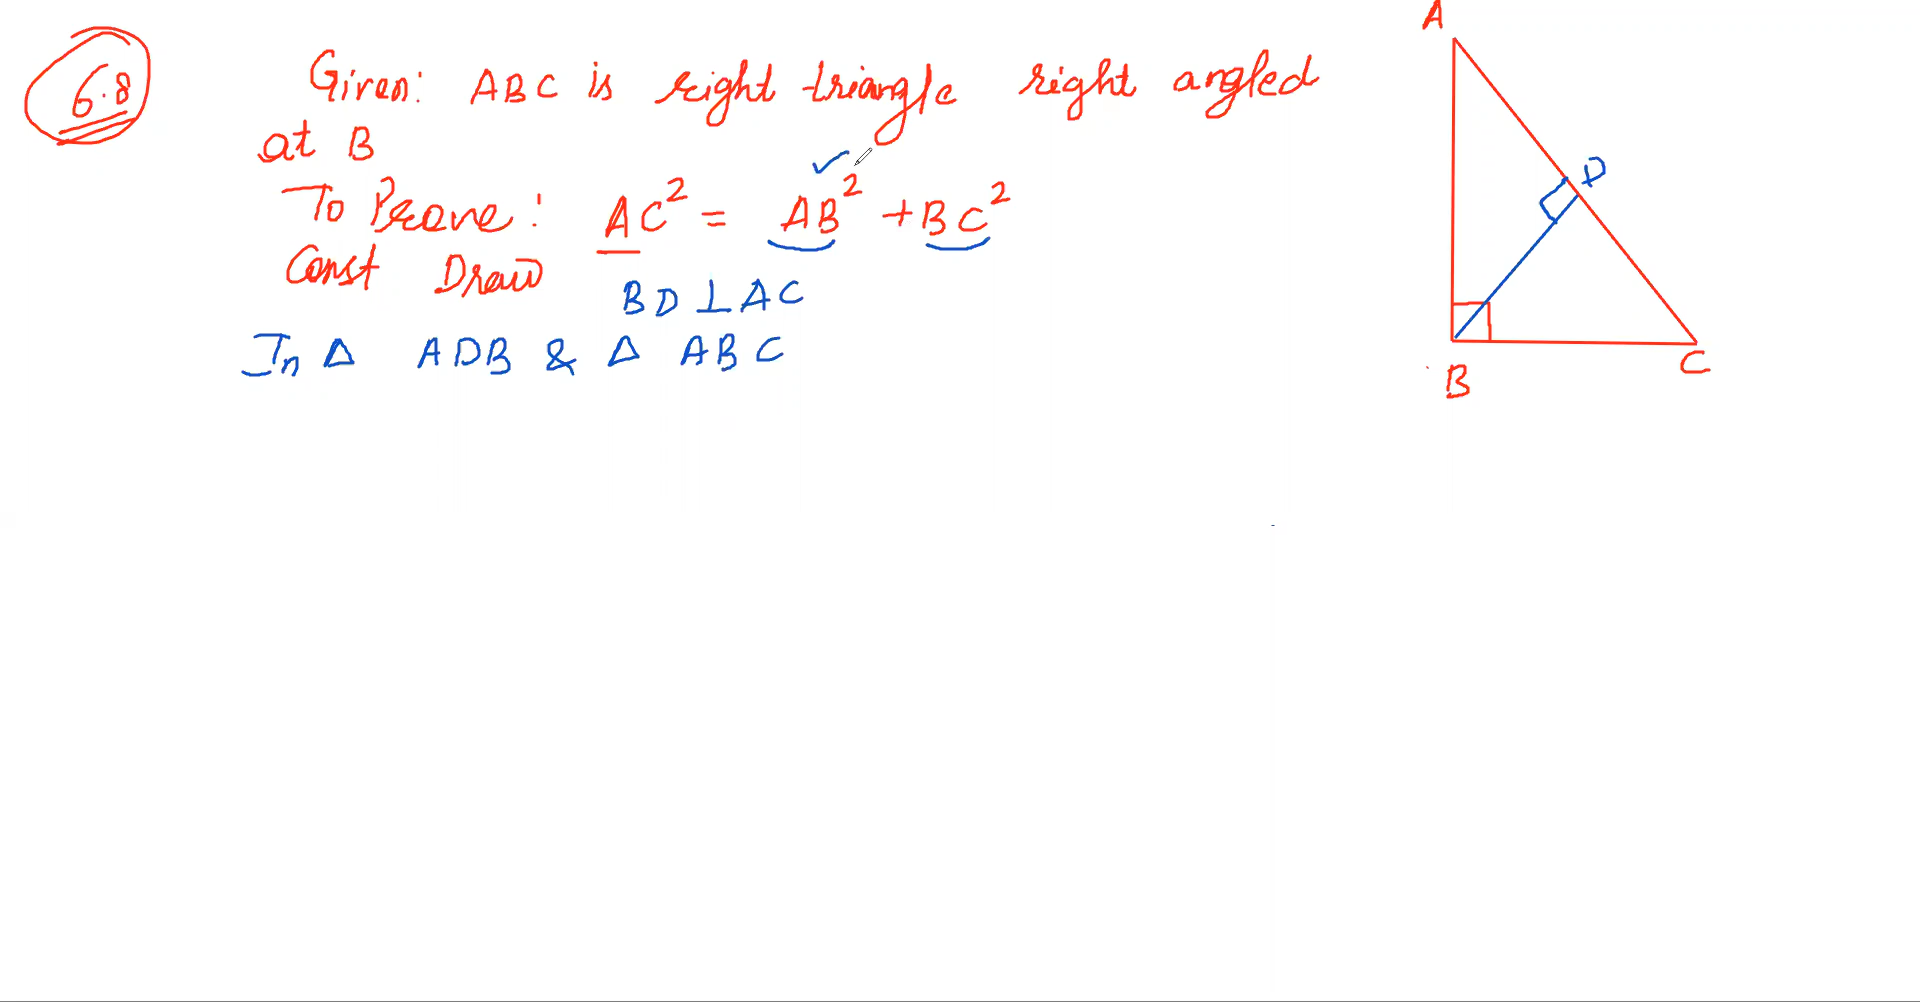 6.8
Given: ABC is right triangle right angled
at B
To Prove: AC² = AB² + BC²
Const Draw BD ⊥ AC
In Δ ADB & Δ ABC
A
D
B
C